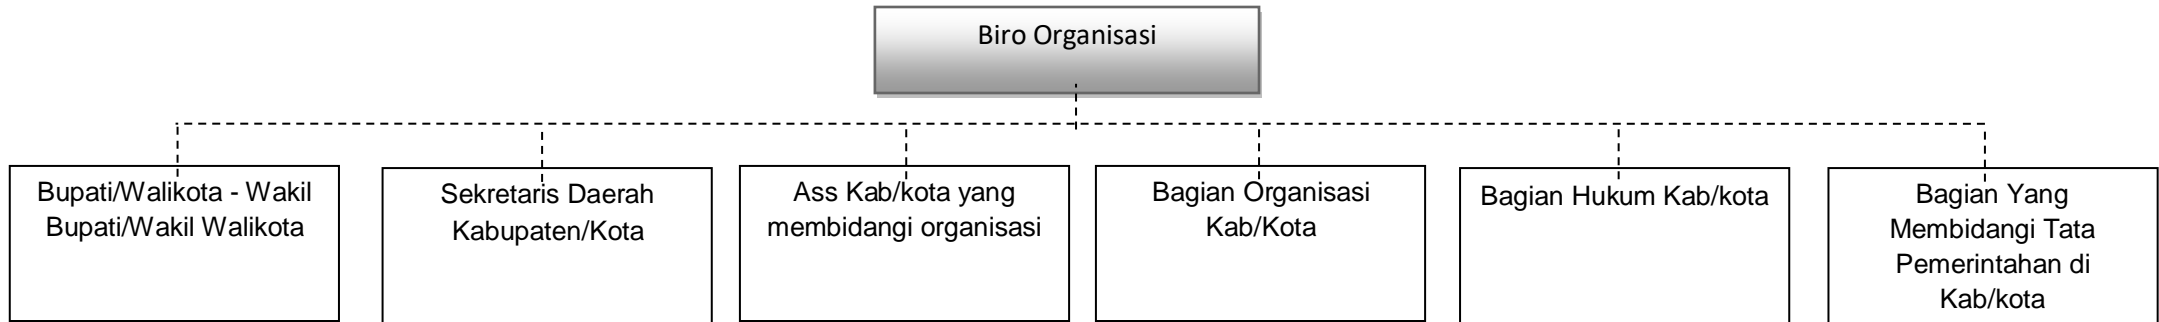 Biro Organisasi
Bupati/Walikota - Wakil
Bupati/Wakil Walikota
Sekretaris Daerah
Kabupaten/Kota
Ass Kab/kota yang
membidangi organisasi
Bagian Organisasi
Kab/Kota
Bagian Hukum Kab/kota
Bagian Yang
Membidangi Tata
Pemerintahan di
Kab/kota